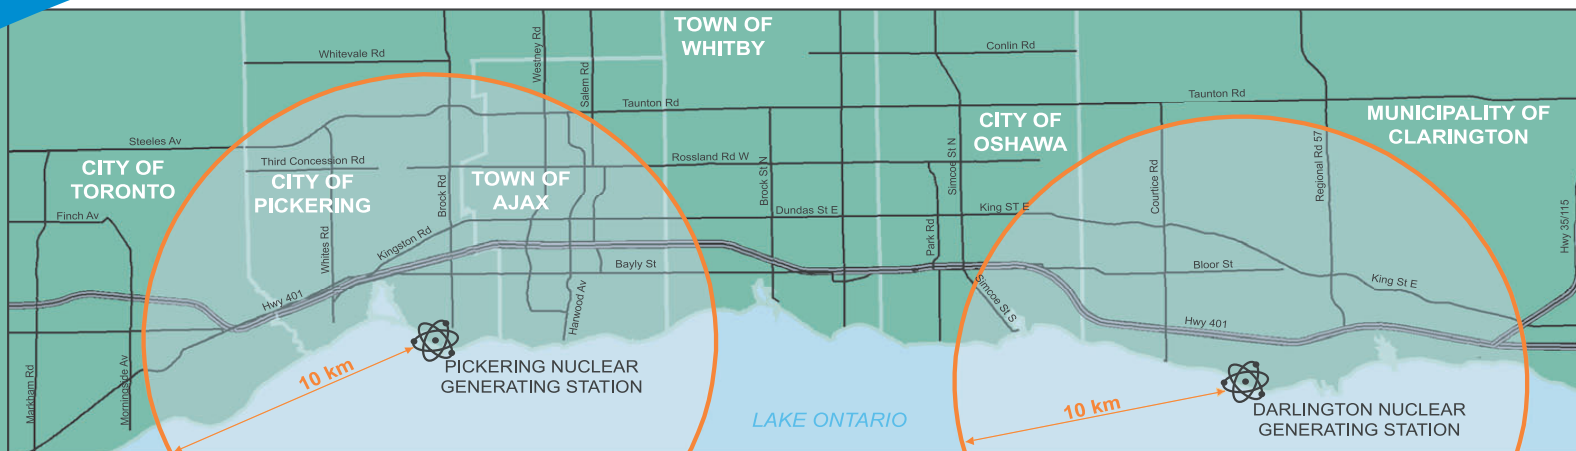 TOWN OF
WHITBY
Whitevale Rd
Westney Rd
Salem Rd
Conlin Rd
Taunton Rd
Taunton Rd
MUNICIPALITY OF
CLARINGTON
Steeles Av
CITY OF
TORONTO
Third Concession Rd
CITY OF
PICKERING
Brock Rd
TOWN OF
AJAX
Rossland Rd W
Brock St N
CITY OF
OSHAWA
Simcoe St N
Courtice Rd
Regional Rd 57
Finch Av
Whites Rd
Kingston Rd
Dundas St E
King ST E
Park Rd
Hwy 35/115
Bayly St
Bloor St
King St E
Hwy 401
Harwood Av
Simcoe St S
Hwy 401
Markham Rd
Morningside Av
10 km
PICKERING NUCLEAR
GENERATING STATION
LAKE ONTARIO
10 km
DARLINGTON NUCLEAR
GENERATING STATION